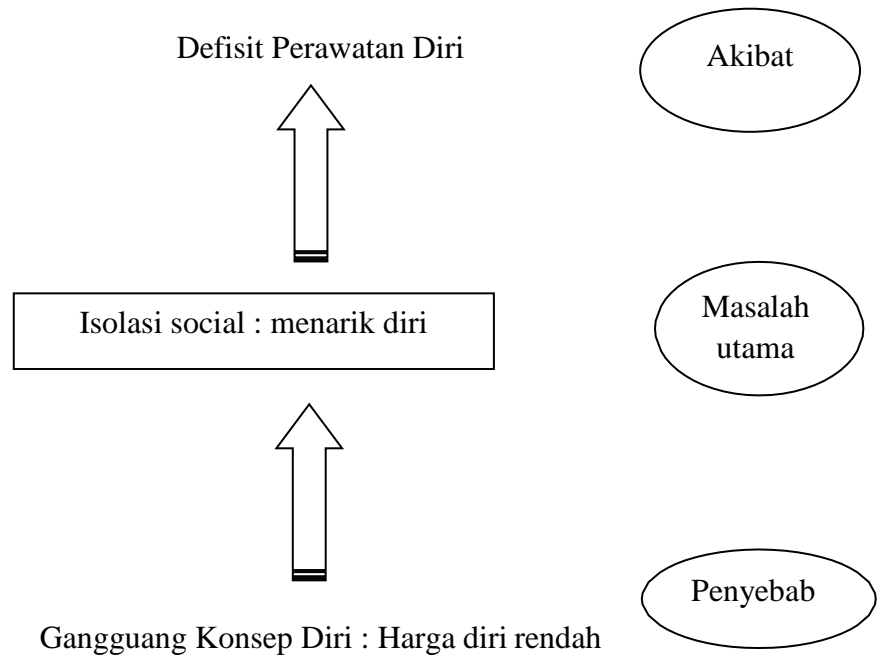 Defisit Perawatan Diri
Akibat
Isolasi social : menarik diri
Masalah
utama
Penyebab
Gangguang Konsep Diri : Harga diri rendah